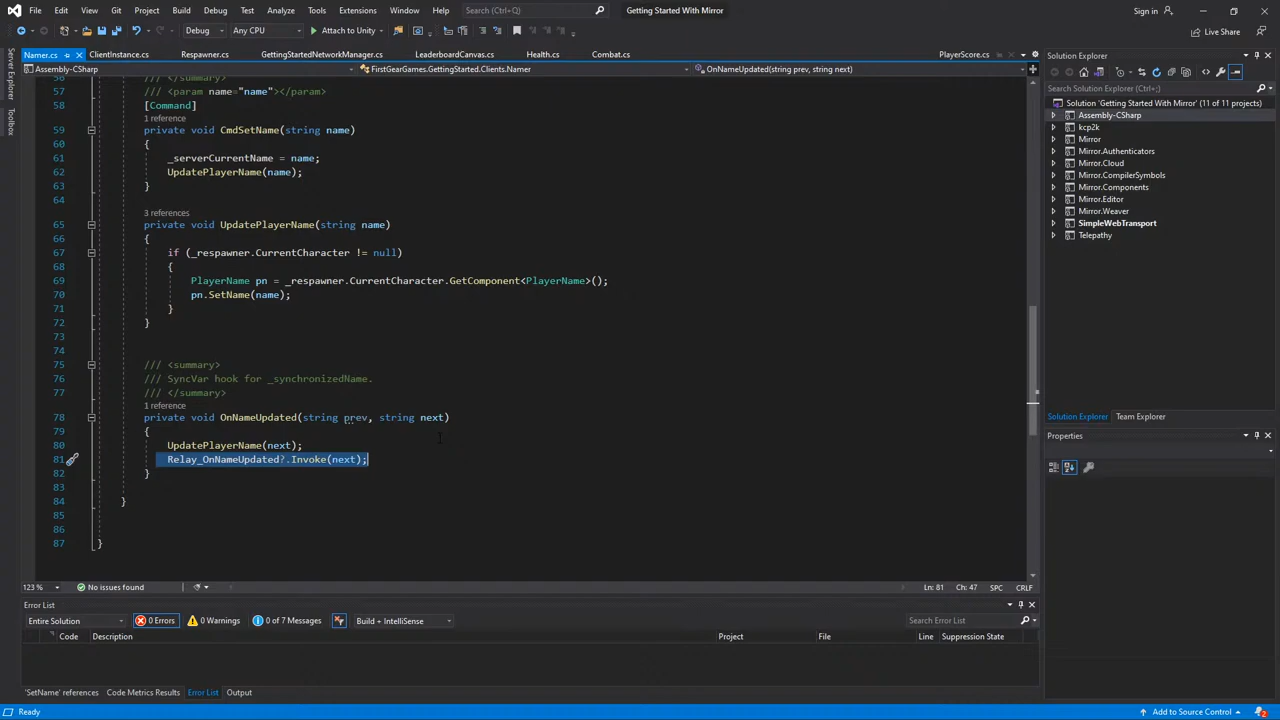 File Edit View Git Project Build Debug Test Analyze Tools Extensions Window Help Search (Ctrl+Q) Getting Started With Mirror Sign in
Debug Any CPU Attach to Unity Live Share
Namer.cs ClientInstance.cs Respawner.cs GettingStartedNetworkManager.cs LeaderboardCanvas.cs Health.cs Combat.cs PlayerScore.cs
Assembly-CSharp FirstGearGames.GettingStarted.Clients.Namer OnNameUpdated(string prev, string next)
Server Explorer
Toolbox
56 /// </summary>
57 /// <param name="name"></param>
58 [Command]
1 reference
59 private void CmdSetName(string name)
60 {
61 _serverCurrentName = name;
62 UpdatePlayerName(name);
63 }
64
3 references
65 private void UpdatePlayerName(string name)
66 {
67 if (_respawner.CurrentCharacter != null)
68 {
69 PlayerName pn = _respawner.CurrentCharacter.GetComponent<PlayerName>();
70 pn.SetName(name);
71 }
72 }
73
74
75 /// <summary>
76 /// SyncVar hook for _synchronizedName.
77 /// </summary>
1 reference
78 private void OnNameUpdated(string prev, string next)
79 {
80 UpdatePlayerName(next);
81 Relay_OnNameUpdated?.Invoke(next);
82 }
83
84 }
85
86
87 }
123 % No issues found Ln: 81 Ch: 47 SPC CRLF
Error List
Entire Solution 0 Errors 0 Warnings 0 of 7 Messages Build + IntelliSense Search Error List
Code Description Project File Line Suppression State
'SetName' references Code Metrics Results Error List Output
Solution Explorer
Search Solution Explorer (Ctrl+;)
Solution 'Getting Started With Mirror' (11 of 11 projects)
Assembly-CSharp
kcp2k
Mirror
Mirror.Authenticators
Mirror.Cloud
Mirror.CompilerSymbols
Mirror.Components
Mirror.Editor
Mirror.Weaver
SimpleWebTransport
Telepathy
Solution Explorer Team Explorer
Properties
Ready Add to Source Control 2